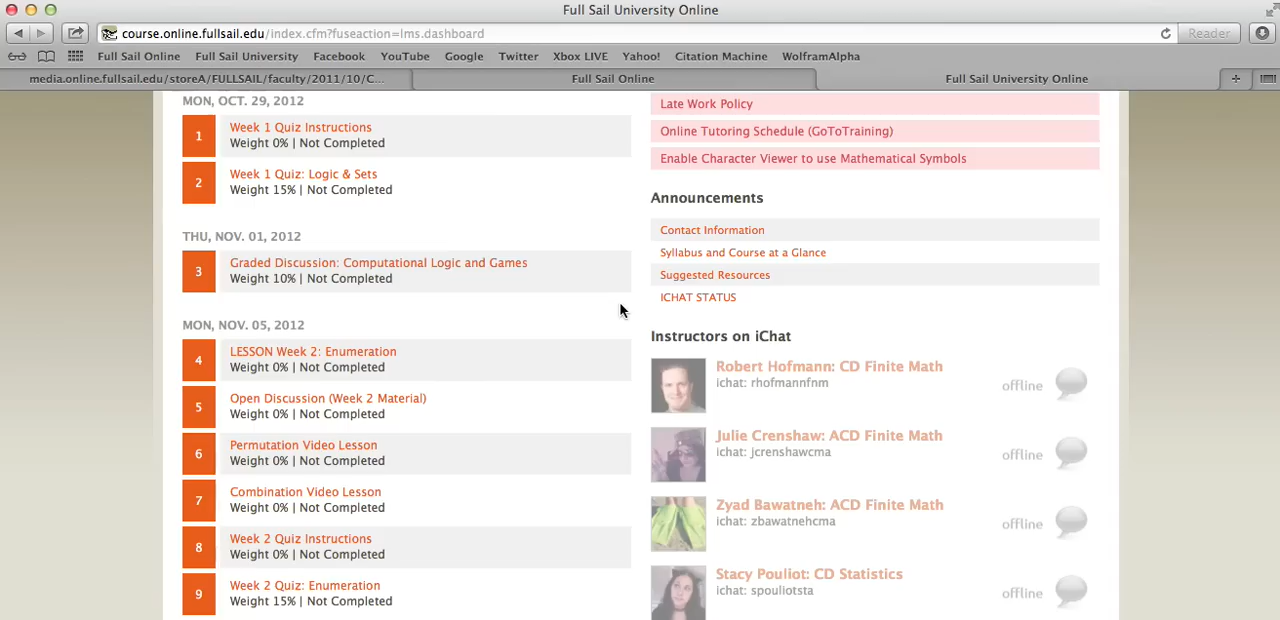 Full Sail University Online
course.online.fullsail.edu/index.cfm?fuseaction=lms.dashboard
Reader
Full Sail Online
Full Sail University
Facebook
YouTube
Google
Twitter
Xbox LIVE
Yahoo!
Citation Machine
WolframAlpha
media.online.fullsail.edu/storeA/FULLSAIL/faculty/2011/10/C...
Full Sail Online
Full Sail University Online
MON, OCT. 29, 2012
1
Week 1 Quiz Instructions
Weight 0% | Not Completed
2
Week 1 Quiz: Logic & Sets
Weight 15% | Not Completed
THU, NOV. 01, 2012
3
Graded Discussion: Computational Logic and Games
Weight 10% | Not Completed
MON, NOV. 05, 2012
4
LESSON Week 2: Enumeration
Weight 0% | Not Completed
5
Open Discussion (Week 2 Material)
Weight 0% | Not Completed
6
Permutation Video Lesson
Weight 0% | Not Completed
7
Combination Video Lesson
Weight 0% | Not Completed
8
Week 2 Quiz Instructions
Weight 0% | Not Completed
9
Week 2 Quiz: Enumeration
Weight 15% | Not Completed
Late Work Policy
Online Tutoring Schedule (GoToTraining)
Enable Character Viewer to use Mathematical Symbols
Announcements
Contact Information
Syllabus and Course at a Glance
Suggested Resources
ICHAT STATUS
Instructors on iChat
Robert Hofmann: CD Finite Math
ichat: rhofmannfnm
offline
Julie Crenshaw: ACD Finite Math
ichat: jcrenshawcma
offline
Zyad Bawatneh: ACD Finite Math
ichat: zbawatnehcma
offline
Stacy Pouliot: CD Statistics
ichat: spouliotsta
offline